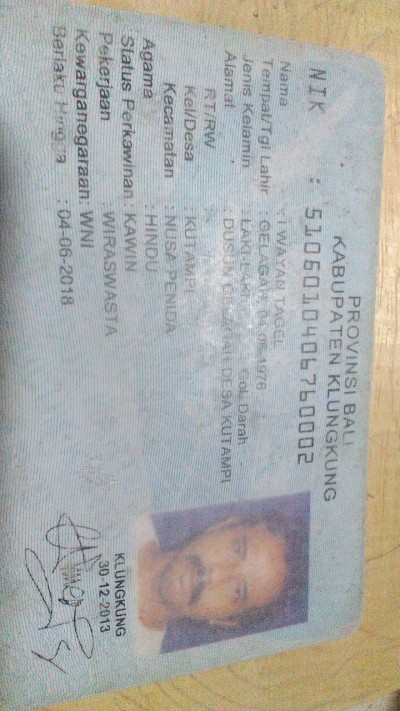 PROVINSI BALI
KABUPATEN KLUNGKUNG
NIK : 5106010406760002
Nama : I WAYAN TAGEL
Tempat/Tgl Lahir : GELAGAH, 04-06-1976
Jenis Kelamin : LAKI-LAKI Gol. Darah -
Alamat : DUSUN DESA KUTAMPI
RT/RW
Kel/Desa : KUTAMPI
Kecamatan : NUSA PENIDA
Agama : HINDU
Status Perkawinan : KAWIN
Pekerjaan : WIRASWASTA
Kewarganegaraan : WNI
Berlaku Hingga : 04-06-2018
KLUNGKUNG
30-12-2013